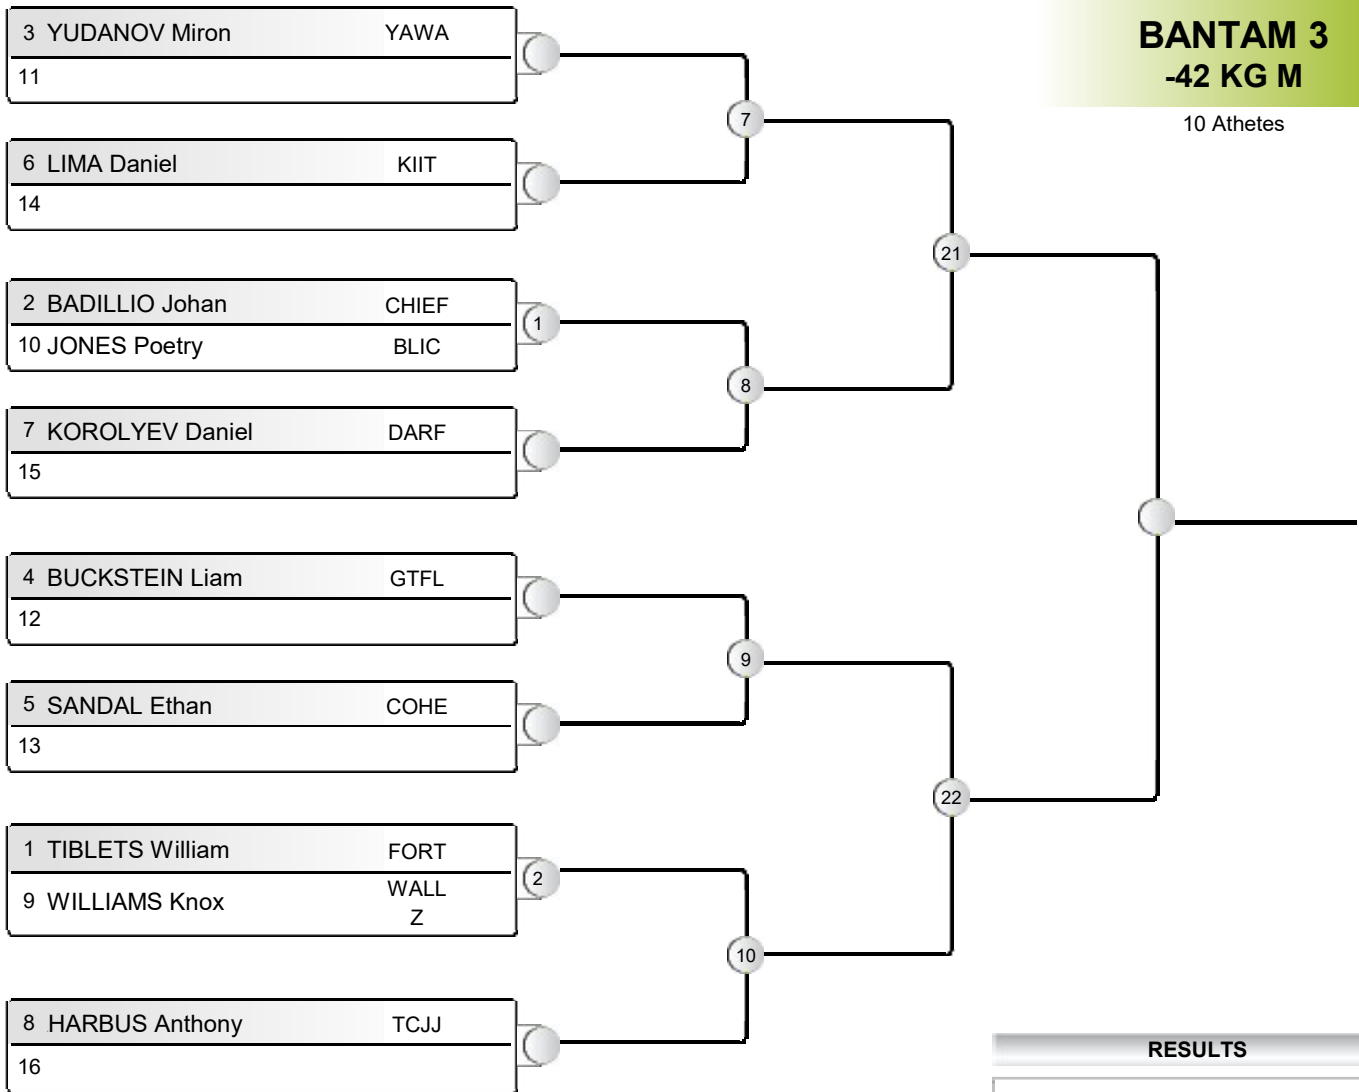 BANTAM 3
-42 KG M
10 Athetes
3 YUDANOV Miron YAWA
11
7
6 LIMA Daniel KIIT
14
21
2 BADILLIO Johan CHIEF
1
10 JONES Poetry BLIC
8
7 KOROLYEV Daniel DARF
15
4 BUCKSTEIN Liam GTFL
12
9
5 SANDAL Ethan COHE
13
22
1 TIBLETS William FORT
2
9 WILLIAMS Knox WALL
Z
10
8 HARBUS Anthony TCJJ
16
RESULTS